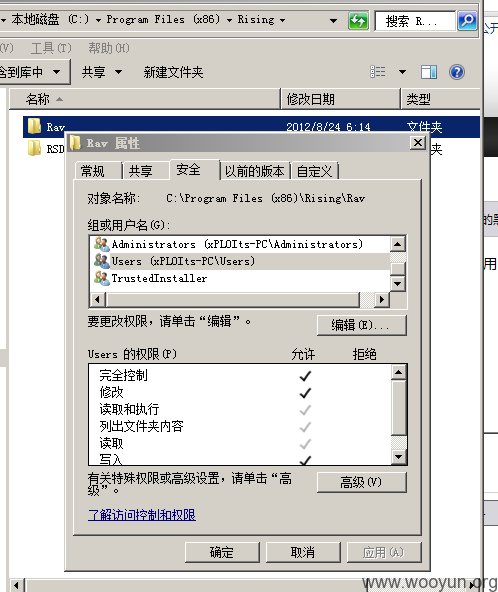 本地磁盘 (C:) ▸ Program Files (x86) ▸ Rising ▸
搜索 R...
(V) 工具(T) 帮助(H)
含到库中 共享 新建文件夹
名称 修改日期 类型
Rav 2012/8/24 6:14 文件夹
RSD 夹
Rav 属性
常规 共享 安全 以前的版本 自定义
对象名称: C:\Program Files (x86)\Rising\Rav
组或用户名(G):
Administrators (xPLOIts-PC\Administrators)
Users (xPLOIts-PC\Users)
TrustedInstaller
要更改权限，请单击“编辑”。 编辑(E)...
Users 的权限(P) 允许 拒绝
完全控制
修改
读取和执行
列出文件夹内容
读取
写入
有关特殊权限或高级设置，请单击“高
级”。
高级(V)
了解访问控制和权限
确定 取消 应用(A)
www.wooyun.org